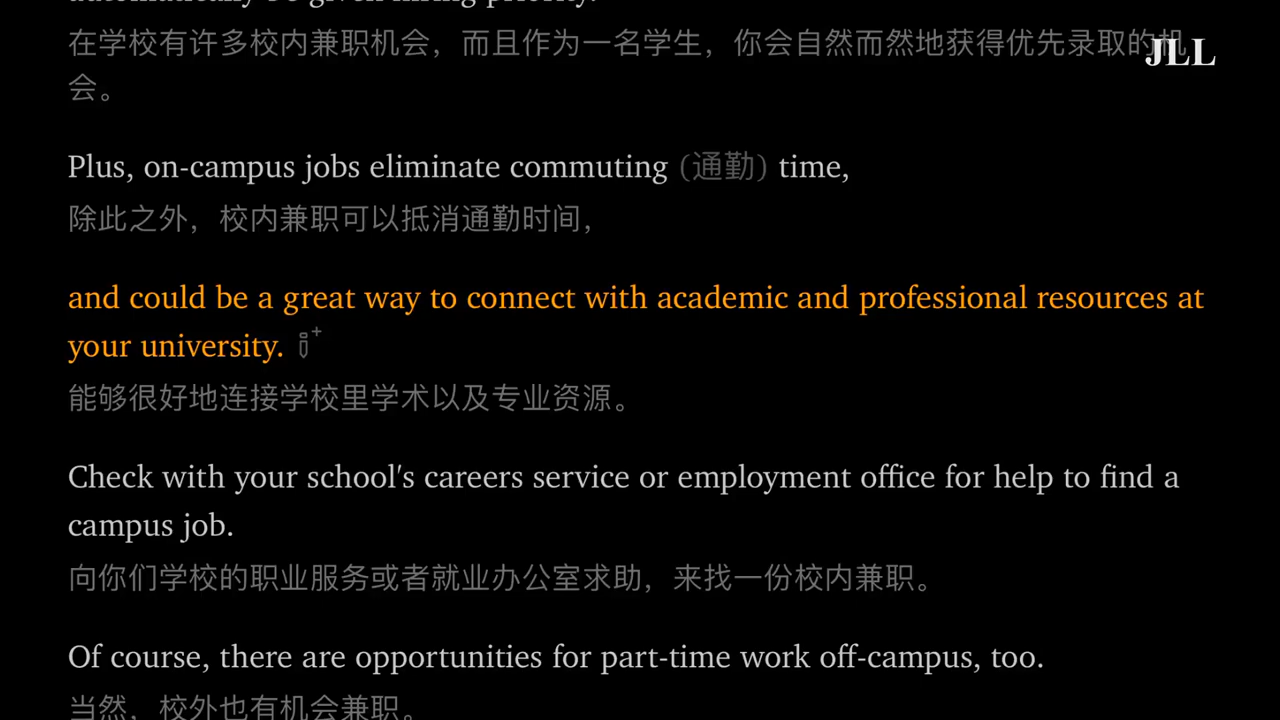 automatically be given hiring priority.
在学校有许多校内兼职机会，而且作为一名学生，你会自然而然地获得优先录取的机
会。
JLL
Plus, on-campus jobs eliminate commuting (通勤) time,
除此之外，校内兼职可以抵消通勤时间，
and could be a great way to connect with academic and professional resources at
your university.
能够很好地连接学校里学术以及专业资源。
Check with your school's careers service or employment office for help to find a
campus job.
向你们学校的职业服务或者就业办公室求助，来找一份校内兼职。
Of course, there are opportunities for part-time work off-campus, too.
当然，校外也有机会兼职。